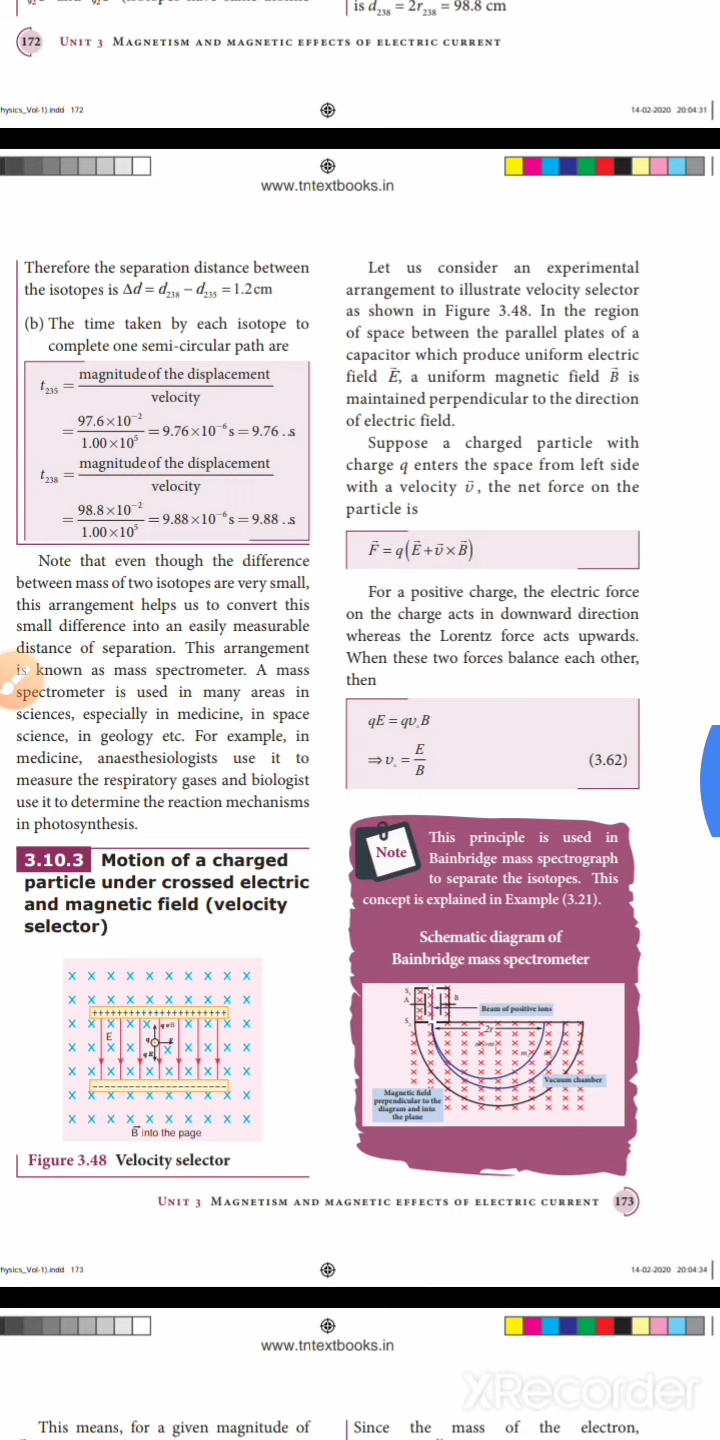 is d₂₃₈ = 2r₂₃₈ = 98.8 cm
172 UNIT 3 MAGNETISM AND MAGNETIC EFFECTS OF ELECTRIC CURRENT
hysics_Vol-1).indd 172
14-02-2020 20:04:31
www.tntextbooks.in
Therefore the separation distance between
the isotopes is Δd = d₂₃₈ − d₂₃₅ = 1.2cm
(b) The time taken by each isotope to
complete one semi-circular path are
t₂₃₅ = magnitude of the displacement / velocity
= 97.6×10⁻² / 1.00×10⁵ = 9.76×10⁻⁶s = 9.76 .s
t₂₃₈ = magnitude of the displacement / velocity
= 98.8×10⁻² / 1.00×10⁵ = 9.88×10⁻⁶s = 9.88 .s
Note that even though the difference
between mass of two isotopes are very small,
this arrangement helps us to convert this
small difference into an easily measurable
distance of separation. This arrangement
is known as mass spectrometer. A mass
spectrometer is used in many areas in
sciences, especially in medicine, in space
science, in geology etc. For example, in
medicine, anaesthesiologists use it to
measure the respiratory gases and biologist
use it to determine the reaction mechanisms
in photosynthesis.
3.10.3 Motion of a charged
particle under crossed electric
and magnetic field (velocity
selector)
E
B⃗ into the page
Figure 3.48 Velocity selector
Let us consider an experimental
arrangement to illustrate velocity selector
as shown in Figure 3.48. In the region
of space between the parallel plates of a
capacitor which produce uniform electric
field E⃗, a uniform magnetic field B⃗ is
maintained perpendicular to the direction
of electric field.
Suppose a charged particle with
charge q enters the space from left side
with a velocity υ⃗, the net force on the
particle is
F⃗ = q(E⃗ + υ⃗ × B⃗)
For a positive charge, the electric force
on the charge acts in downward direction
whereas the Lorentz force acts upwards.
When these two forces balance each other,
then
qE = qυ₀B
⇒ υ₀ = E / B (3.62)
Note
This principle is used in
Bainbridge mass spectrograph
to separate the isotopes. This
concept is explained in Example (3.21).
Schematic diagram of
Bainbridge mass spectrometer
S₁
A B
Beam of positive ions
2r
Vacuum chamber
Magnetic field
prependicular to the
diagram and into
the plane
UNIT 3 MAGNETISM AND MAGNETIC EFFECTS OF ELECTRIC CURRENT 173
hysics_Vol-1).indd 173
14-02-2020 20:04:34
www.tntextbooks.in
XRecorder
This means, for a given magnitude of
Since the mass of the electron,